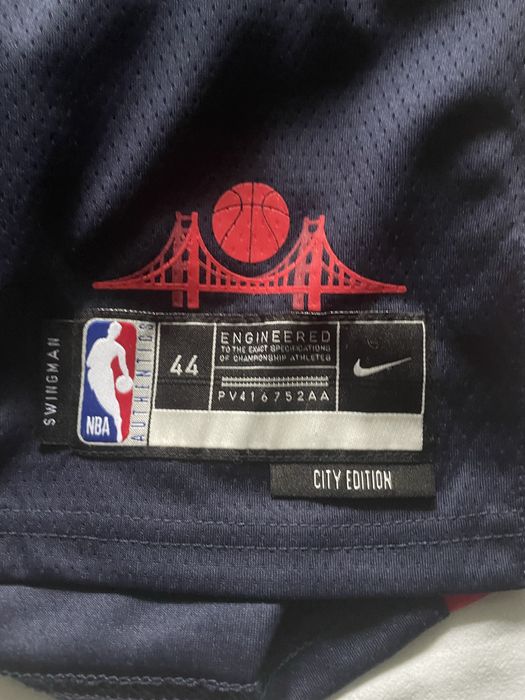 SWINGMAN
NBA
AUTHENTICS
44
ENGINEERED
TO THE EXACT SPECIFICATIONS
OF CHAMPIONSHIP ATHLETES
PV416752AA
CITY EDITION